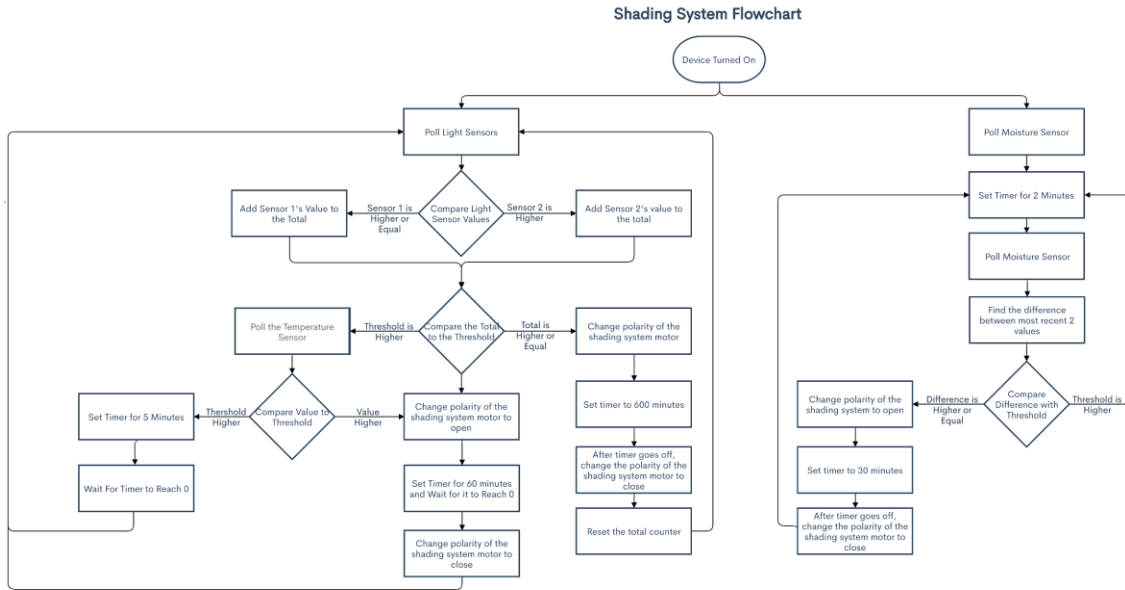 Shading System Flowchart
Device Turned On
Poll Light Sensors
Compare Light
Sensor Values
Sensor 1 is
Higher or
Equal
Sensor 2 is
Higher
Add Sensor 1's Value to
the Total
Add Sensor 2's value to
the total
Compare the Total
to the Threshold
Threshold is
Higher
Total is
Higher or
Equal
Poll the Temperature
Sensor
Change polarity of the
shading system motor
Compare Value to
Threshold
Thershold
Higher
Value
Higher
Set Timer for 5 Minutes
Wait For Timer to Reach 0
Change polarity of the
shading system motor to
open
Set Timer for 60 minutes
and Wait for it to Reach 0
Change polarity of the
shading system motor to
close
Set timer to 600 minutes
After timer goes off,
change the polarity of the
shading system motor to
close
Reset the total counter
Poll Moisture Sensor
Set Timer for 2 Minutes
Poll Moisture Sensor
Find the difference
between most recent 2
values
Compare
Difference with
Threshold
Difference is
Higher or
Equal
Threshold is
Higher
Change polarity of the
shading system to open
Set timer to 30 minutes
After timer goes off,
change the polarity of the
shading system motor to
close